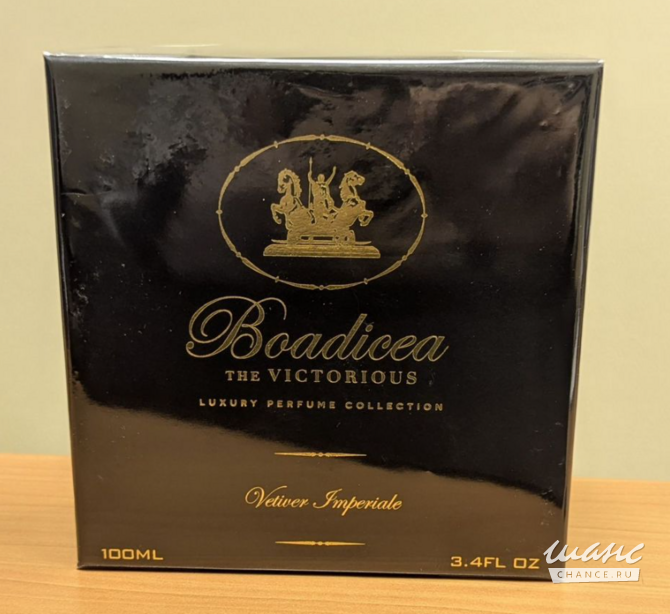 Boadicea
THE VICTORIOUS
LUXURY PERFUME COLLECTION
Vetiver Imperiale
100ML
3.4FL OZ
шанс
CHANCE.RU